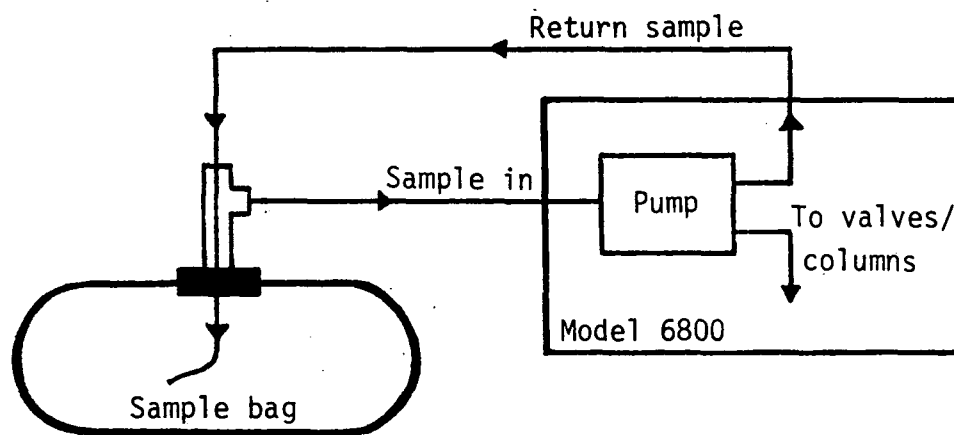 Return sample
Sample in
Pump
To valves/
columns
Model 6800
Sample bag